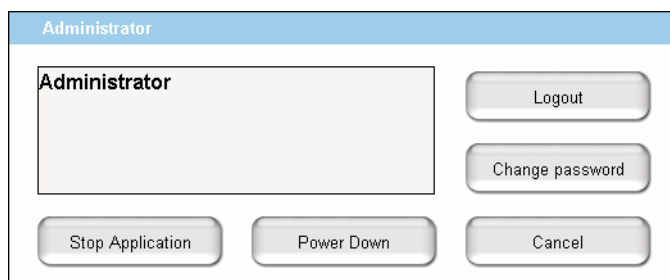 Administrator
Administrator
Logout
Change password
Stop Application
Power Down
Cancel